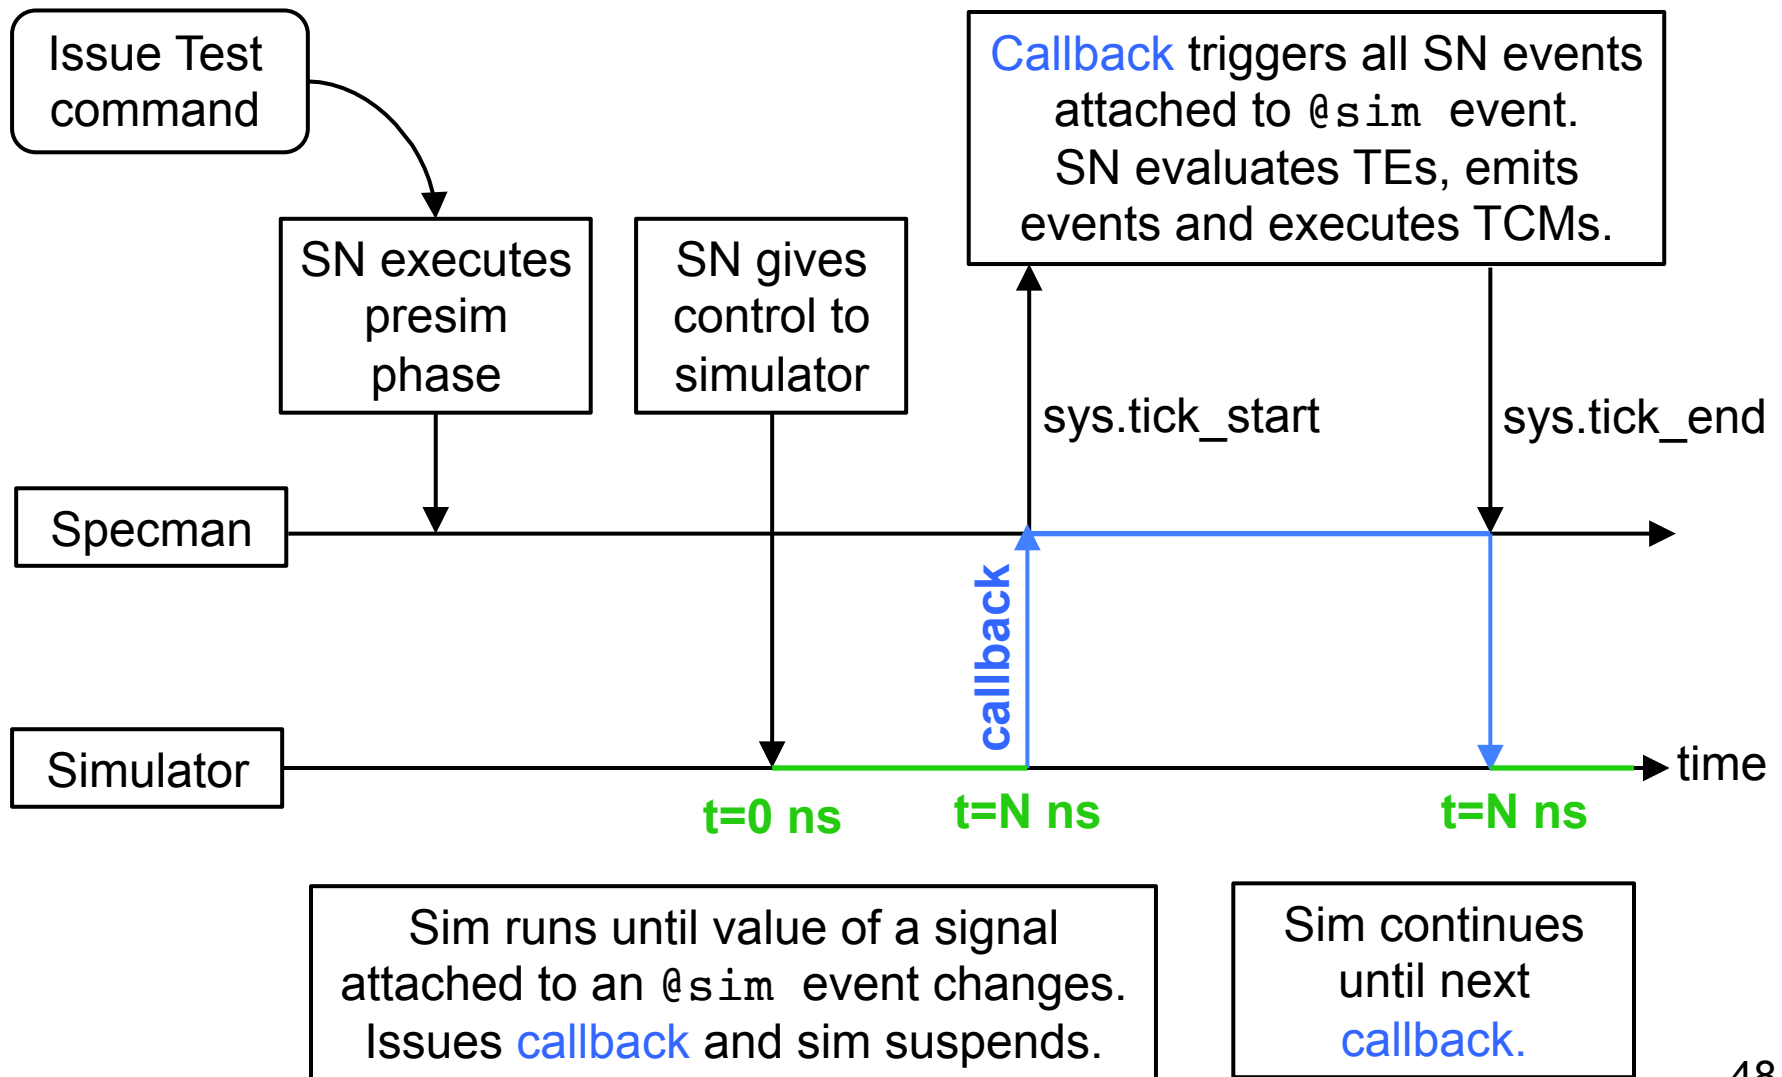 Issue Test
command
Callback triggers all SN events
attached to @sim event.
SN evaluates TEs, emits
events and executes TCMs.
SN executes
presim
phase
SN gives
control to
simulator
sys.tick_start
sys.tick_end
Specman
callback
Simulator
time
t=0 ns
t=N ns
t=N ns
Sim runs until value of a signal
attached to an @sim event changes.
Issues callback and sim suspends.
Sim continues
until next
callback.
48